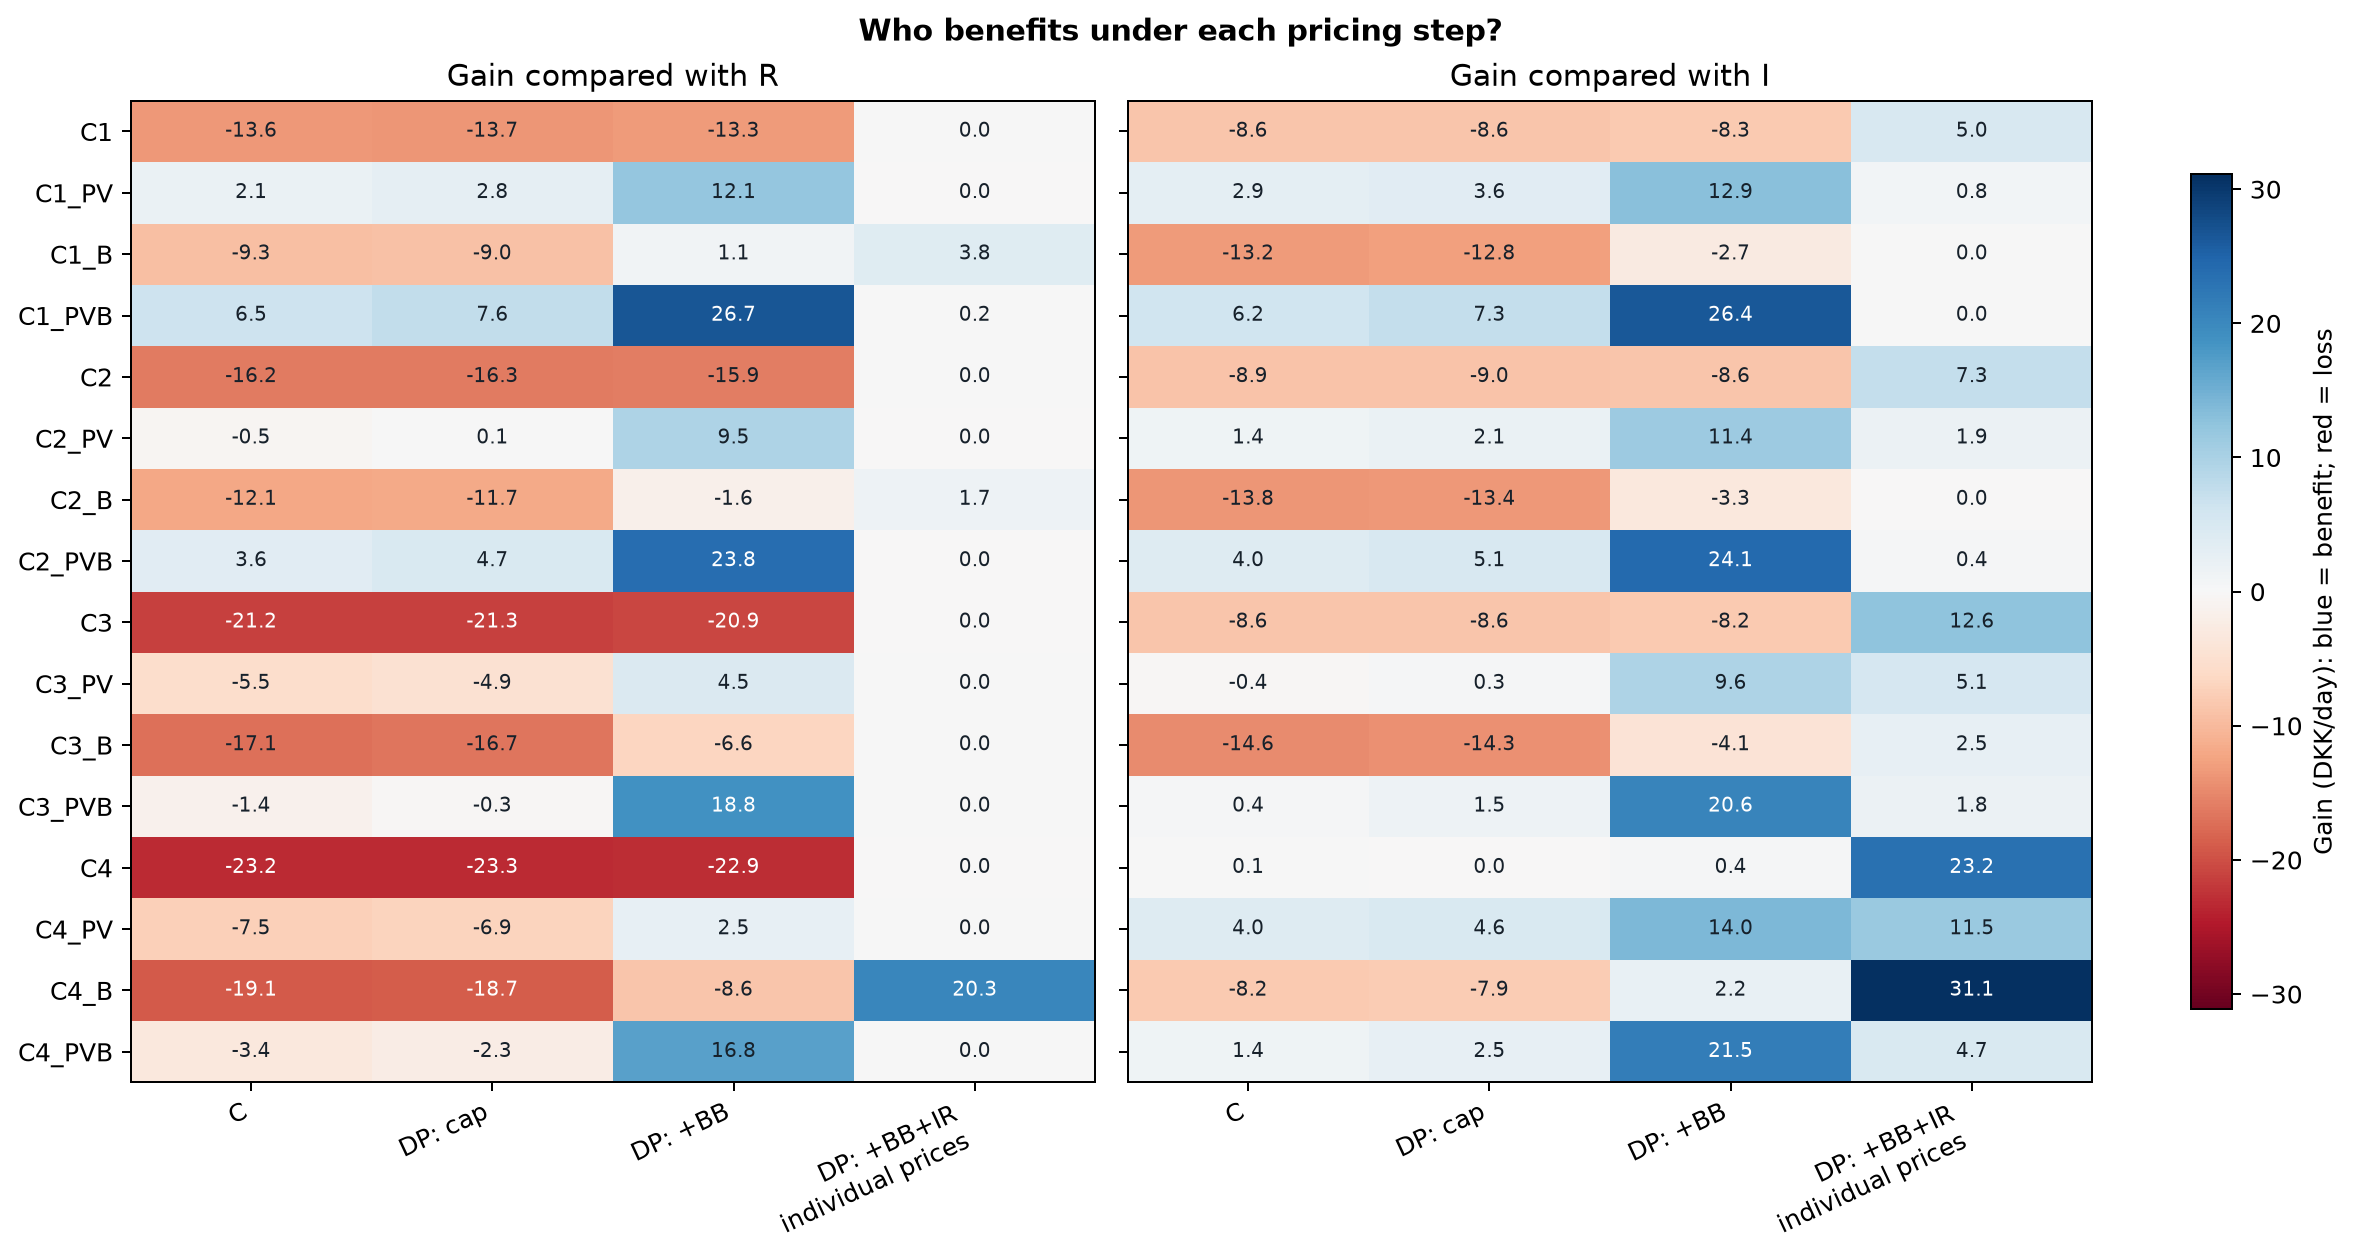 Who benefits under each pricing step?
Gain compared with R
Gain compared with I
C1 -13.6 -13.7 -13.3 0.0 -8.6 -8.6 -8.3 5.0
C1_PV 2.1 2.8 12.1 0.0 2.9 3.6 12.9 0.8
C1_B -9.3 -9.0 1.1 3.8 -13.2 -12.8 -2.7 0.0
C1_PVB 6.5 7.6 26.7 0.2 6.2 7.3 26.4 0.0
C2 -16.2 -16.3 -15.9 0.0 -8.9 -9.0 -8.6 7.3
C2_PV -0.5 0.1 9.5 0.0 1.4 2.1 11.4 1.9
C2_B -12.1 -11.7 -1.6 1.7 -13.8 -13.4 -3.3 0.0
C2_PVB 3.6 4.7 23.8 0.0 4.0 5.1 24.1 0.4
C3 -21.2 -21.3 -20.9 0.0 -8.6 -8.6 -8.2 12.6
C3_PV -5.5 -4.9 4.5 0.0 -0.4 0.3 9.6 5.1
C3_B -17.1 -16.7 -6.6 0.0 -14.6 -14.3 -4.1 2.5
C3_PVB -1.4 -0.3 18.8 0.0 0.4 1.5 20.6 1.8
C4 -23.2 -23.3 -22.9 0.0 0.1 0.0 0.4 23.2
C4_PV -7.5 -6.9 2.5 0.0 4.0 4.6 14.0 11.5
C4_B -19.1 -18.7 -8.6 20.3 -8.2 -7.9 2.2 31.1
C4_PVB -3.4 -2.3 16.8 0.0 1.4 2.5 21.5 4.7
C
DP: cap
DP: +BB
DP: +BB+IR
individual prices
C
DP: cap
DP: +BB
DP: +BB+IR
individual prices
30
20
10
0
−10
−20
−30
Gain (DKK/day): blue = benefit; red = loss